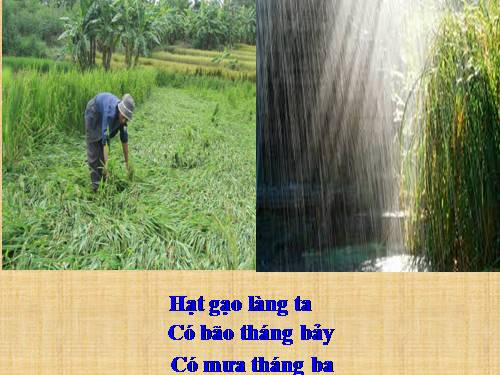 Hạt gạo làng ta
Có bão tháng bảy
Có mưa tháng ba